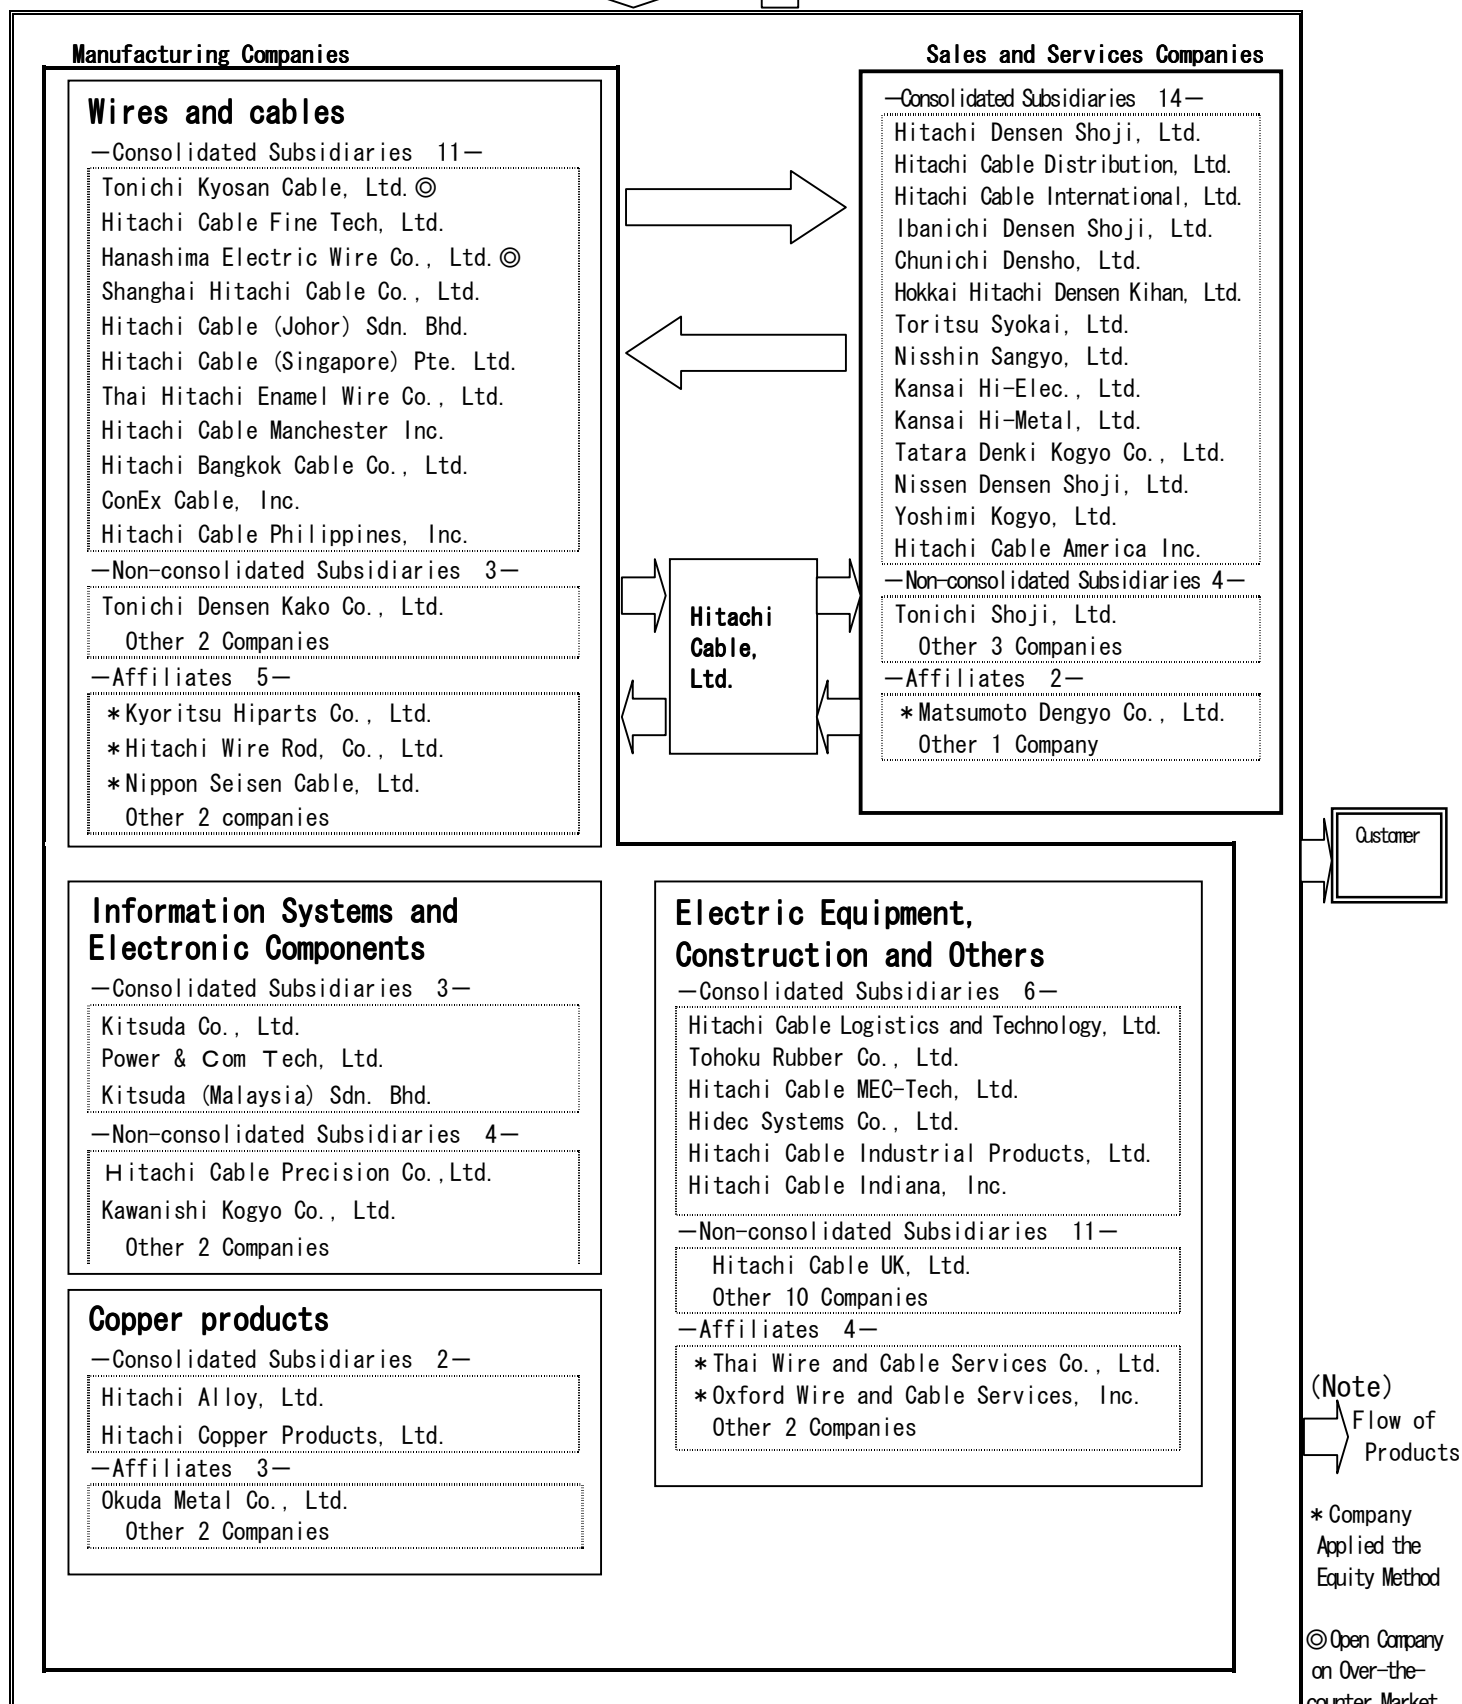 Manufacturing Companies
Wires and cables
—Consolidated Subsidiaries 11—
Tonichi Kyosan Cable, Ltd.◎
Hitachi Cable Fine Tech, Ltd.
Hanashima Electric Wire Co., Ltd.◎
Shanghai Hitachi Cable Co., Ltd.
Hitachi Cable (Johor) Sdn. Bhd.
Hitachi Cable (Singapore) Pte. Ltd.
Thai Hitachi Enamel Wire Co., Ltd.
Hitachi Cable Manchester Inc.
Hitachi Bangkok Cable Co., Ltd.
ConEx Cable, Inc.
Hitachi Cable Philippines, Inc.
—Non-consolidated Subsidiaries 3—
Tonichi Densen Kako Co., Ltd.
Other 2 Companies
—Affiliates 5—
*Kyoritsu Hiparts Co., Ltd.
*Hitachi Wire Rod, Co., Ltd.
*Nippon Seisen Cable, Ltd.
Other 2 companies
Hitachi
Cable,
Ltd.
Sales and Services Companies
—Consolidated Subsidiaries 14—
Hitachi Densen Shoji, Ltd.
Hitachi Cable Distribution, Ltd.
Hitachi Cable International, Ltd.
Ibanichi Densen Shoji, Ltd.
Chunichi Densho, Ltd.
Hokkai Hitachi Densen Kihan, Ltd.
Toritsu Syokai, Ltd.
Nisshin Sangyo, Ltd.
Kansai Hi-Elec., Ltd.
Kansai Hi-Metal, Ltd.
Tatara Denki Kogyo Co., Ltd.
Nissen Densen Shoji, Ltd.
Yoshimi Kogyo, Ltd.
Hitachi Cable America Inc.
—Non-consolidated Subsidiaries 4—
Tonichi Shoji, Ltd.
Other 3 Companies
—Affiliates 2—
*Matsumoto Dengyo Co., Ltd.
Other 1 Company
Customer
Information Systems and
Electronic Components
—Consolidated Subsidiaries 3—
Kitsuda Co., Ltd.
Power & Com Tech, Ltd.
Kitsuda (Malaysia) Sdn. Bhd.
—Non-consolidated Subsidiaries 4—
Hitachi Cable Precision Co.,Ltd.
Kawanishi Kogyo Co., Ltd.
Other 2 Companies
Copper products
—Consolidated Subsidiaries 2—
Hitachi Alloy, Ltd.
Hitachi Copper Products, Ltd.
—Affiliates 3—
Okuda Metal Co., Ltd.
Other 2 Companies
Electric Equipment,
Construction and Others
—Consolidated Subsidiaries 6—
Hitachi Cable Logistics and Technology, Ltd.
Tohoku Rubber Co., Ltd.
Hitachi Cable MEC-Tech, Ltd.
Hidec Systems Co., Ltd.
Hitachi Cable Industrial Products, Ltd.
Hitachi Cable Indiana, Inc.
—Non-consolidated Subsidiaries 11—
Hitachi Cable UK, Ltd.
Other 10 Companies
—Affiliates 4—
*Thai Wire and Cable Services Co., Ltd.
*Oxford Wire and Cable Services, Inc.
Other 2 Companies
(Note)
Flow of
Products
*Company
Applied the
Equity Method
◎Open Company
on Over-the-
counter Market